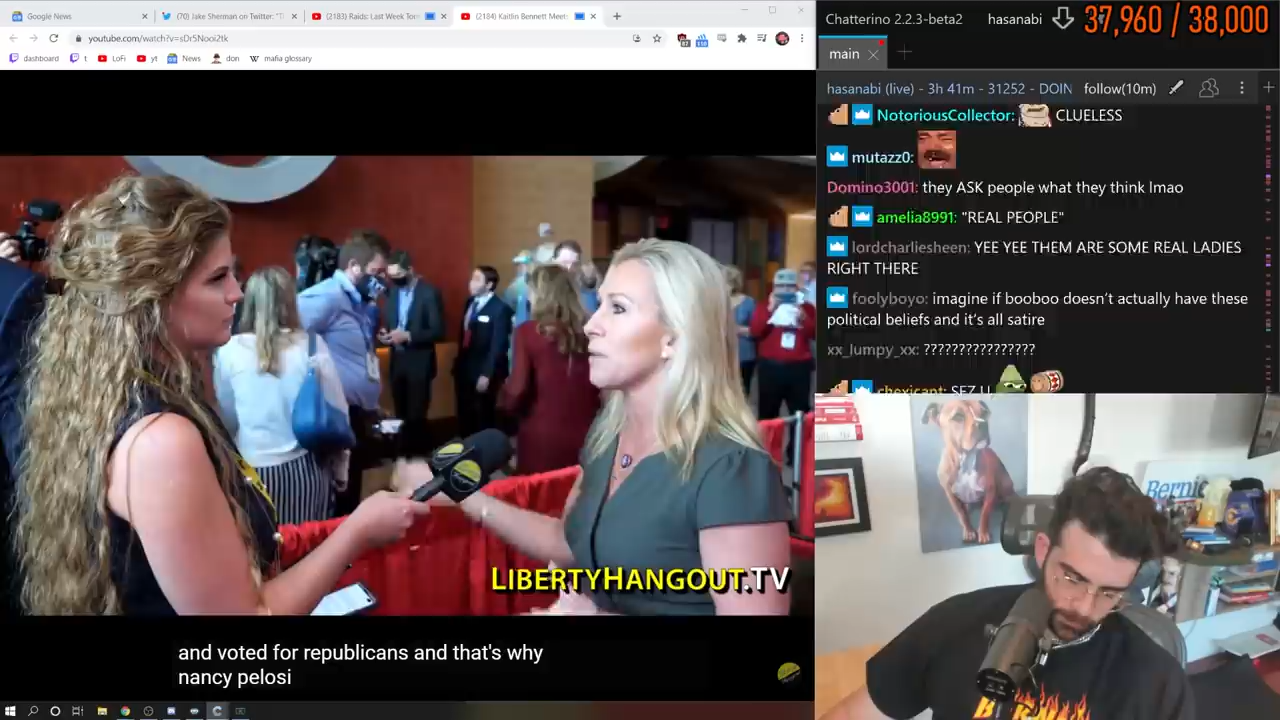 Google News
(70) Jake Sherman on Twitter: "T
(2183) Raids: Last Week Ton
(2184) Kaitlin Bennett Meets
youtube.com/watch?v=sDr5Nooi2tk
dashboard
t
LoFi
yt
News
don
mafia glossary
Chatterino 2.2.3-beta2
hasanabi
37,960 / 38,000
main
hasanabi (live) - 3h 41m - 31252 - DOIN
follow(10m)
NotoriousCollector: CLUELESS
mutazz0:
Domino3001: they ASK people what they think lmao
amelia8991: "REAL PEOPLE"
lordcharliesheen: YEE YEE THEM ARE SOME REAL LADIES
RIGHT THERE
foolyboyo: imagine if booboo doesn't actually have these
political beliefs and it's all satire
xx_lumpy_xx: ????????????????
chexicant: SEZ U
Bernie
LIBERTYHANGOUT.TV
and voted for republicans and that's why
nancy pelosi